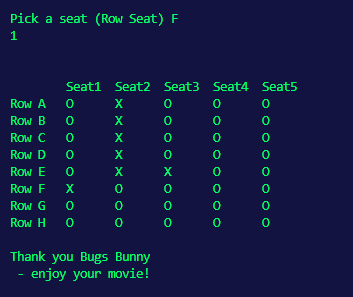 Pick a seat (Row Seat) F
1
Seat1 Seat2 Seat3 Seat4 Seat5
Row A O X O O O
Row B O X O O O
Row C O X O O O
Row D O X O O O
Row E O X X O O
Row F X O O O O
Row G O O O O O
Row H O O O O O
Thank you Bugs Bunny
- enjoy your movie!